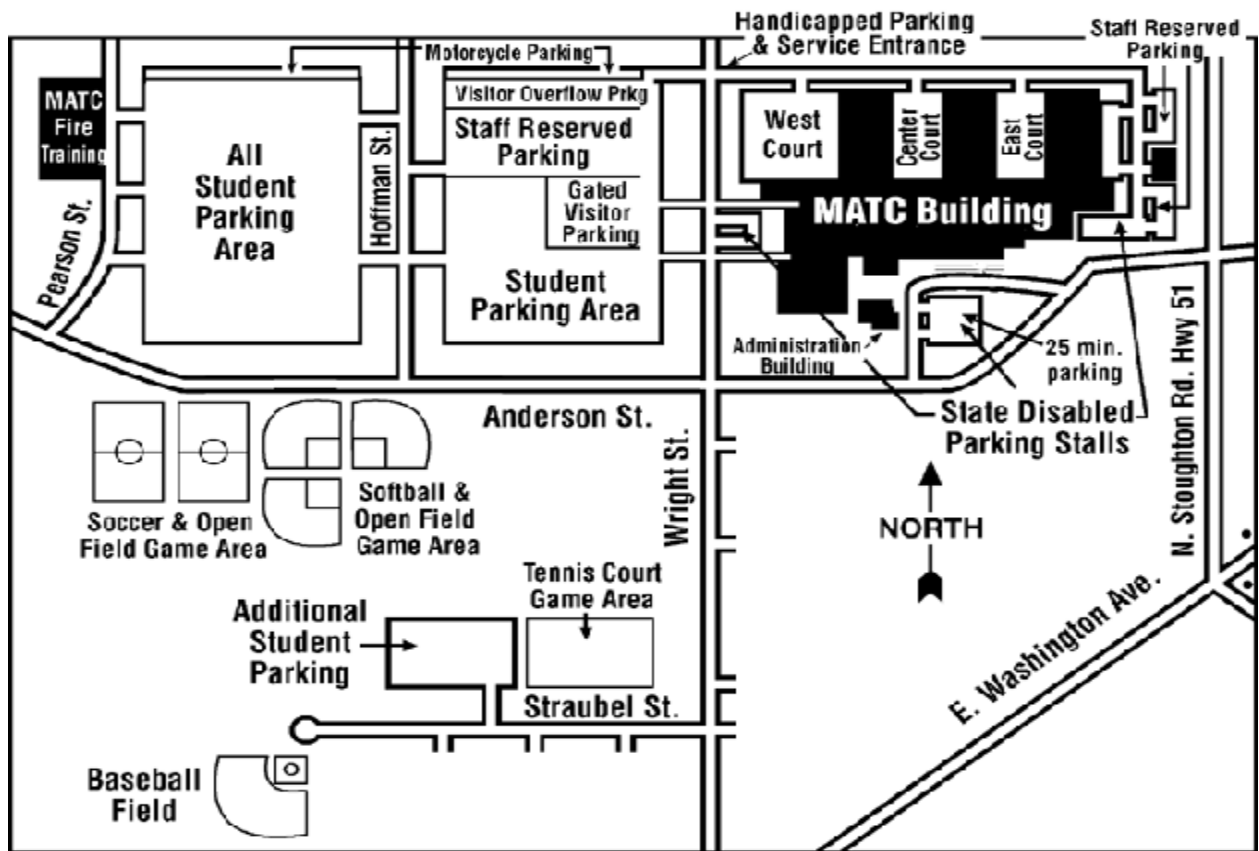 Handicapped Parking
& Service Entrance
Staff Reserved
Parking
Motorcycle Parking
MATC
Fire
Training
Visitor Overflow Prkg
Staff Reserved
Parking
West
Court
Center
Court
East
Court
All
Student
Parking
Area
Hoffman St.
Gated
Visitor
Parking
MATC Building
Pearson St.
Student
Parking Area
Administration
Building
25 min.
parking
State Disabled
Parking Stalls
N. Stoughton Rd. Hwy 51
Anderson St.
Wright St.
Soccer & Open
Field Game Area
Softball &
Open Field
Game Area
NORTH
Tennis Court
Game Area
Additional
Student
Parking
E. Washington Ave.
Straubel St.
Baseball
Field